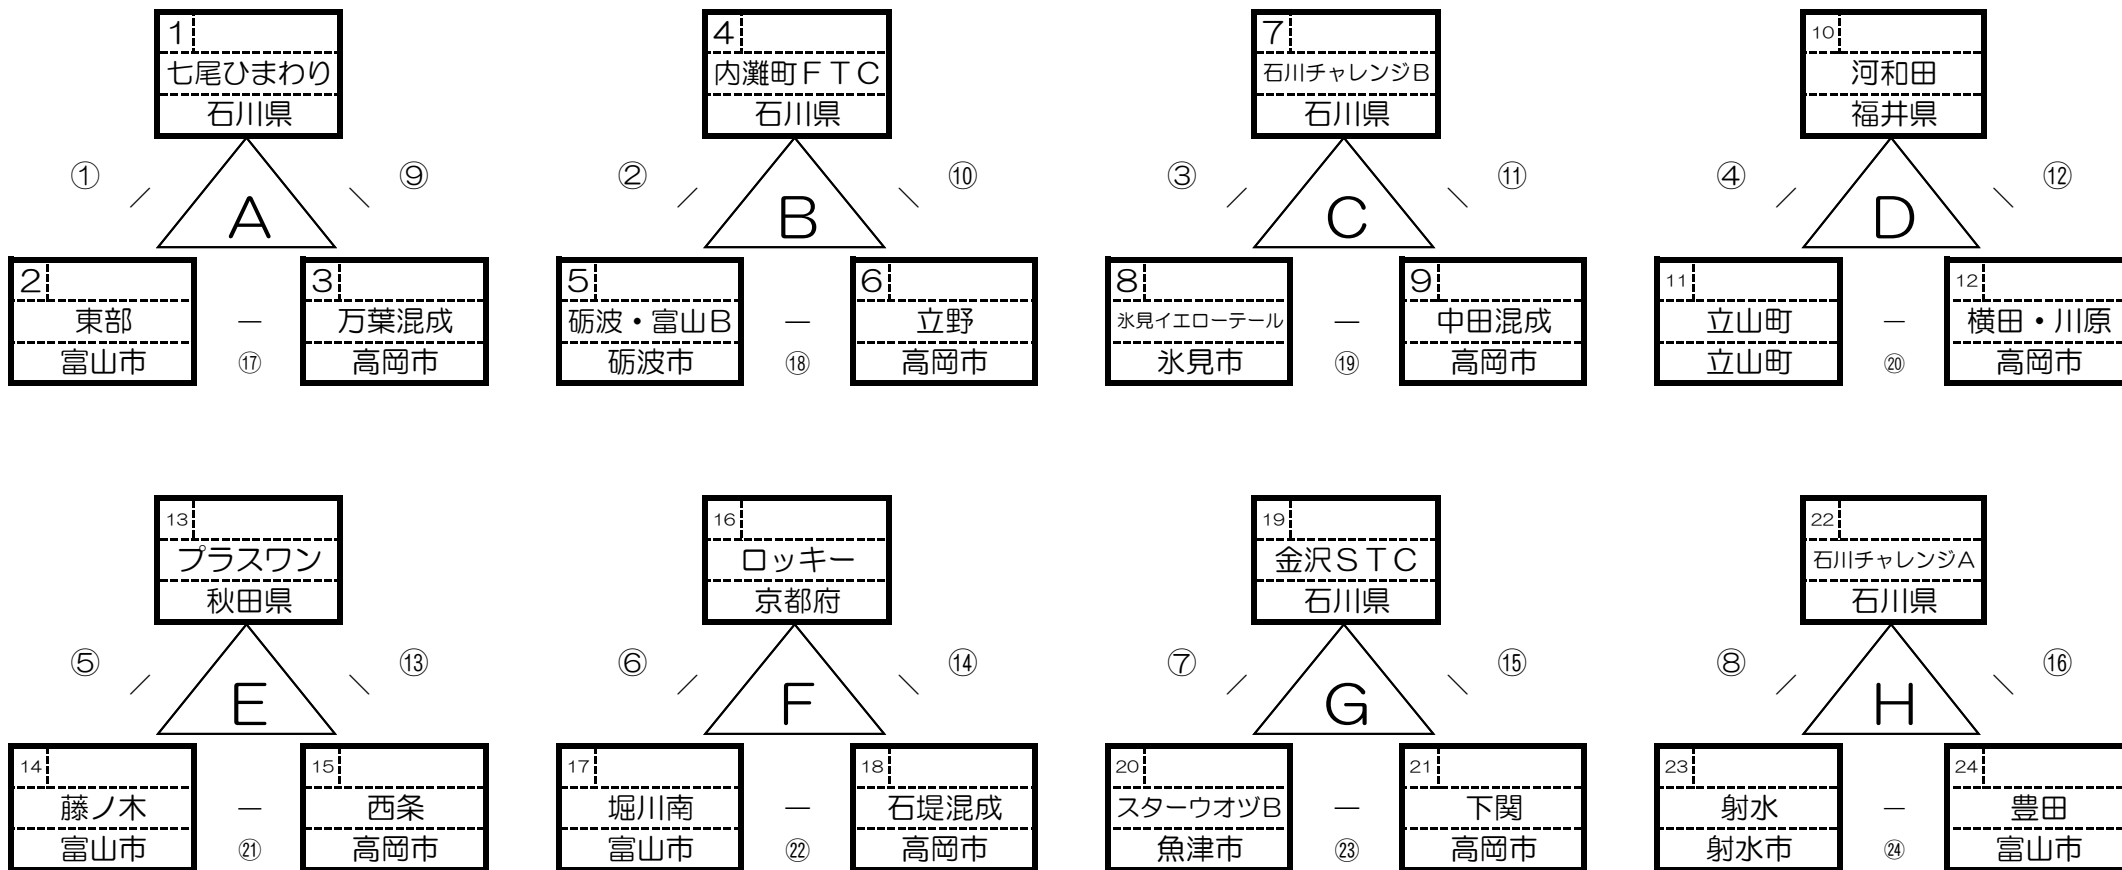 1
七尾ひまわり
石川県
① ⑨
A
2
東部
富山市
— ⑰
3
万葉混成
高岡市
4
内灘町ＦＴＣ
石川県
② ⑩
B
5
砺波・富山B
砺波市
— ⑱
6
立野
高岡市
7
石川チャレンジB
石川県
③ ⑪
C
8
氷見イエローテール
氷見市
— ⑲
9
中田混成
高岡市
10
河和田
福井県
④ ⑫
D
11
立山町
立山町
— ⑳
12
横田・川原
高岡市
13
プラスワン
秋田県
⑤ ⑬
E
14
藤ノ木
富山市
— ㉑
15
西条
高岡市
16
ロッキー
京都府
⑥ ⑭
F
17
堀川南
富山市
— ㉒
18
石堤混成
高岡市
19
金沢ＳＴＣ
石川県
⑦ ⑮
G
20
スターウオヅB
魚津市
— ㉓
21
下関
高岡市
22
石川チャレンジA
石川県
⑧ ⑯
H
23
射水
射水市
— ㉔
24
豊田
富山市